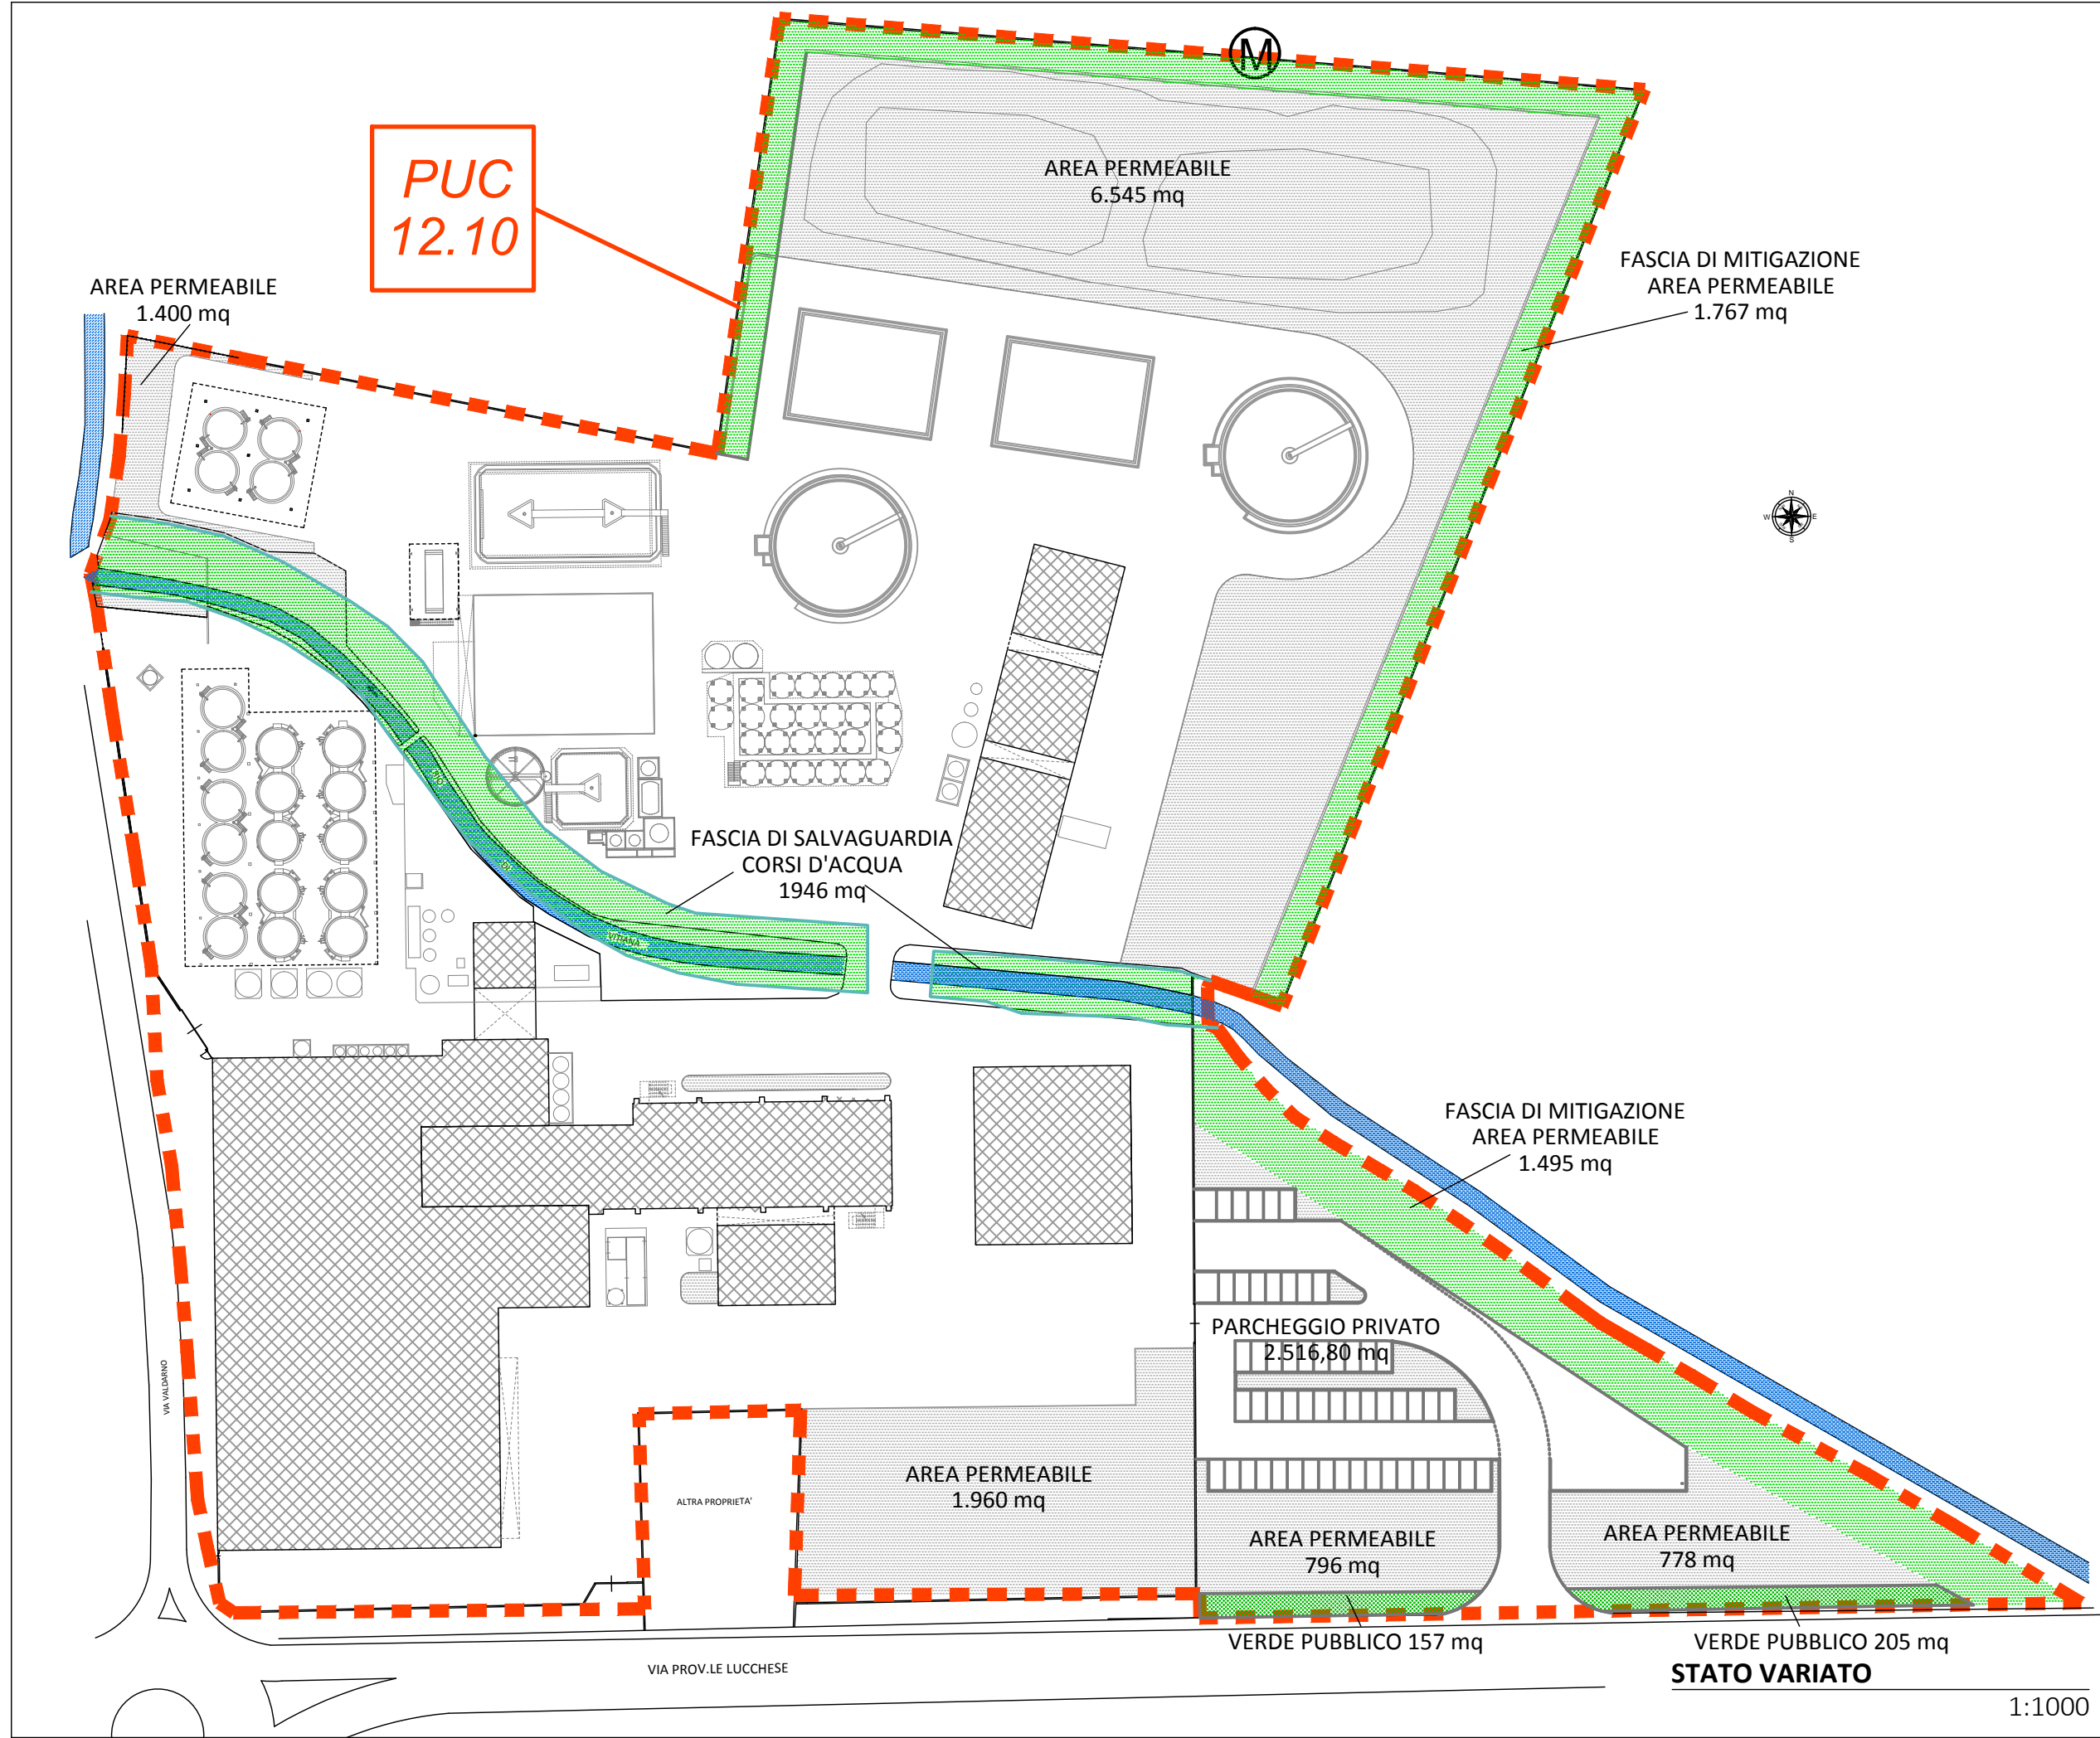 M
PUC
12.10
AREA PERMEABILE
6.545 mq
FASCIA DI MITIGAZIONE
AREA PERMEABILE
1.767 mq
AREA PERMEABILE
1.400 mq
N
W E
S
FASCIA DI SALVAGUARDIA
CORSI D'ACQUA
1946 mq
RIO
DI
VITIANA
FASCIA DI MITIGAZIONE
AREA PERMEABILE
1.495 mq
PARCHEGGIO PRIVATO
2.516,80 mq
VIA VALDARNO
AREA PERMEABILE
1.960 mq
ALTRA PROPRIETA'
AREA PERMEABILE
796 mq
AREA PERMEABILE
778 mq
VERDE PUBBLICO 157 mq
VERDE PUBBLICO 205 mq
VIA PROV.LE LUCCHESE
STATO VARIATO
1:1000